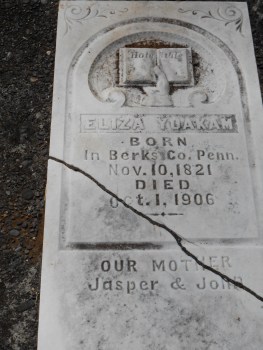 ELIZA YOAKAM
BORN
In Berks Co. Penn.
Nov. 10, 1821
DIED
Oct. 1, 1906
OUR MOTHER
Jasper & John